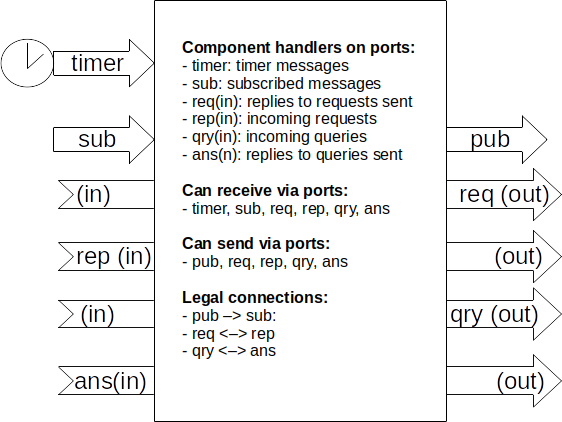 timer
sub
(in)
rep (in)
(in)
ans(in)
Component handlers on ports:
- timer: timer messages
- sub: subscribed messages
- req(in): replies to requests sent
- rep(in): incoming requests
- qry(in): incoming queries
- ans(n): replies to queries sent
Can receive via ports:
- timer, sub, req, rep, qry, ans
Can send via ports:
- pub, req, rep, qry, ans
Legal connections:
- pub –> sub:
- req <–> rep
- qry <–> ans
pub
req (out)
(out)
qry (out)
(out)